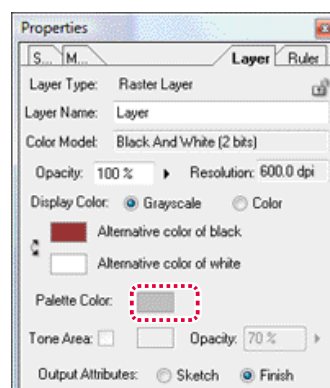 Properties
S... M... Layer Ruler
Layer Type: Raster Layer
Layer Name: Layer
Color Model: Black And White (2 bits)
Opacity: 100 % Resolution: 600.0 dpi
Display Color: Grayscale Color
Alternative color of black
Alternative color of white
Palette Color:
Tone Area: Opacity: 70 %
Output Attributes: Sketch Finish